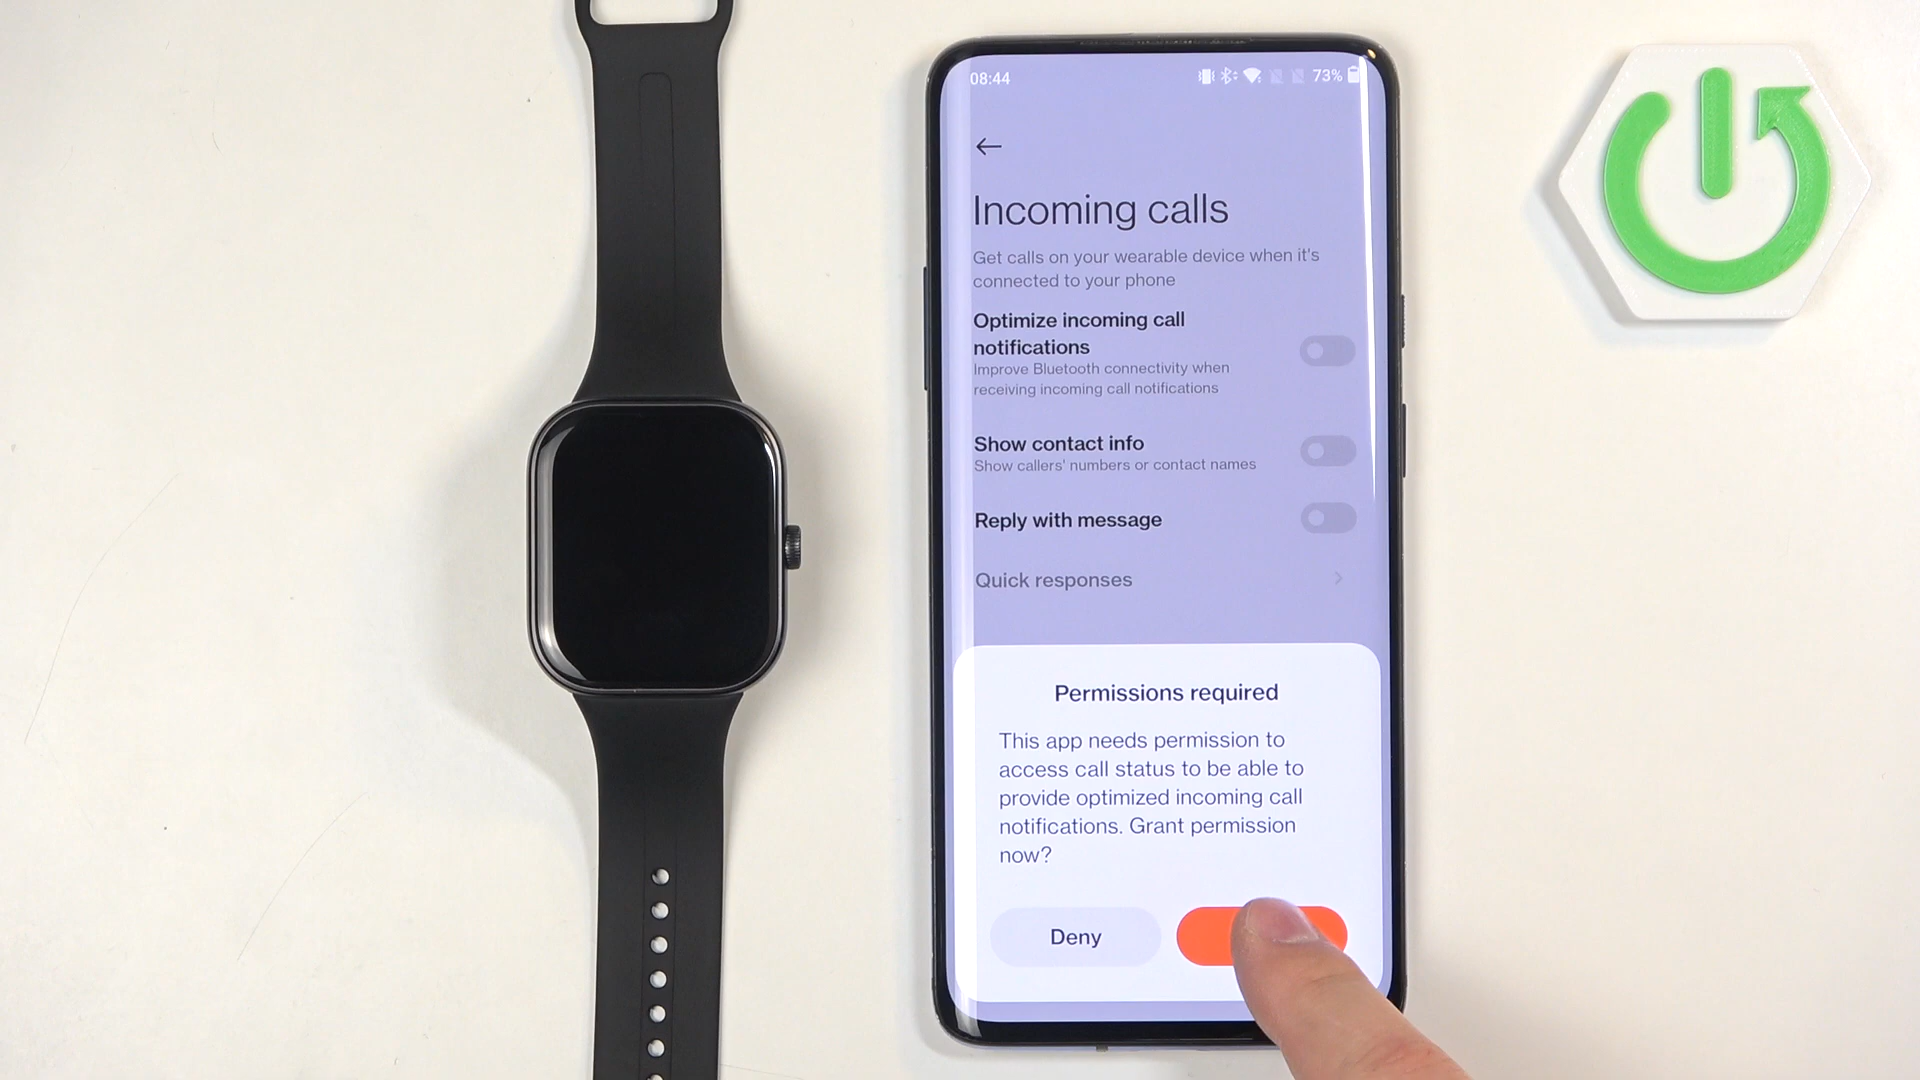 08:44
73%
Incoming calls
Get calls on your wearable device when it's
connected to your phone
Optimize incoming call
notifications
Improve Bluetooth connectivity when
receiving incoming call notifications
Show contact info
Show callers' numbers or contact names
Reply with message
Quick responses
Permissions required
This app needs permission to
access call status to be able to
provide optimized incoming call
notifications. Grant permission
now?
Deny